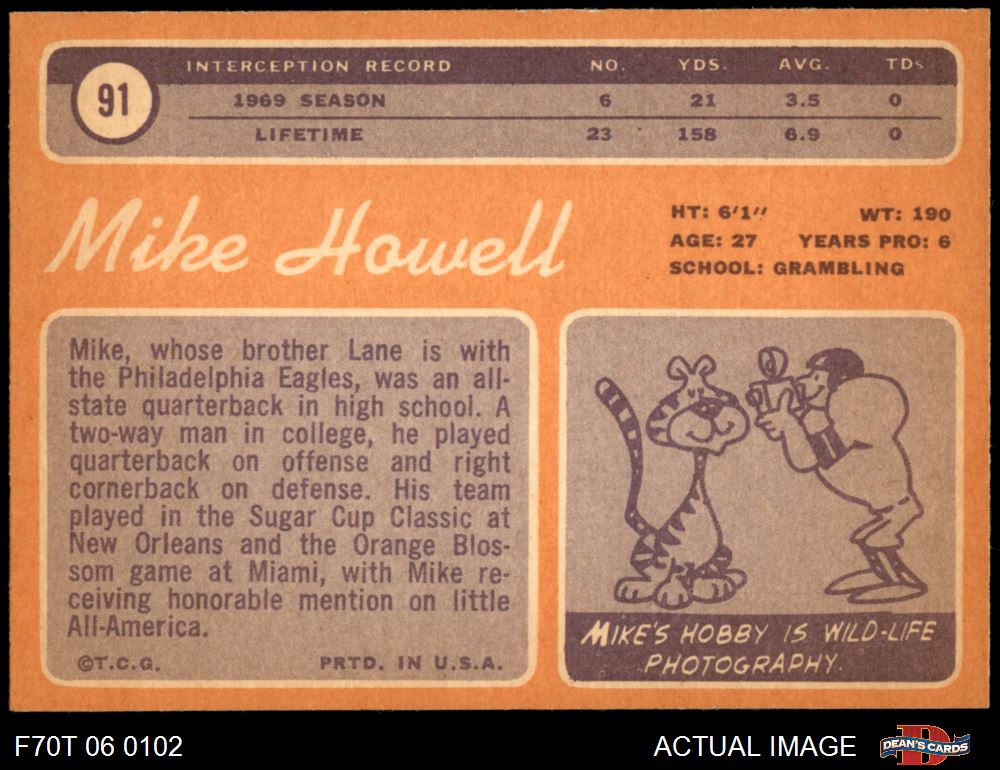 91
INTERCEPTION RECORD NO. YDS. AVG. TDs
1969 SEASON 6 21 3.5 0
LIFETIME 23 158 6.9 0
Mike Howell
HT: 6'1" WT: 190
AGE: 27 YEARS PRO: 6
SCHOOL: GRAMBLING
Mike, whose brother Lane is with
the Philadelphia Eagles, was an all-
state quarterback in high school. A
two-way man in college, he played
quarterback on offense and right
cornerback on defense. His team
played in the Sugar Cup Classic at
New Orleans and the Orange Blos-
som game at Miami, with Mike re-
ceiving honorable mention on little
All-America.
©T.C.G. PRTD. IN U.S.A.
MIKE'S HOBBY IS WILD-LIFE
PHOTOGRAPHY.
F70T 06 0102
ACTUAL IMAGE
D
DEAN'S CARDS